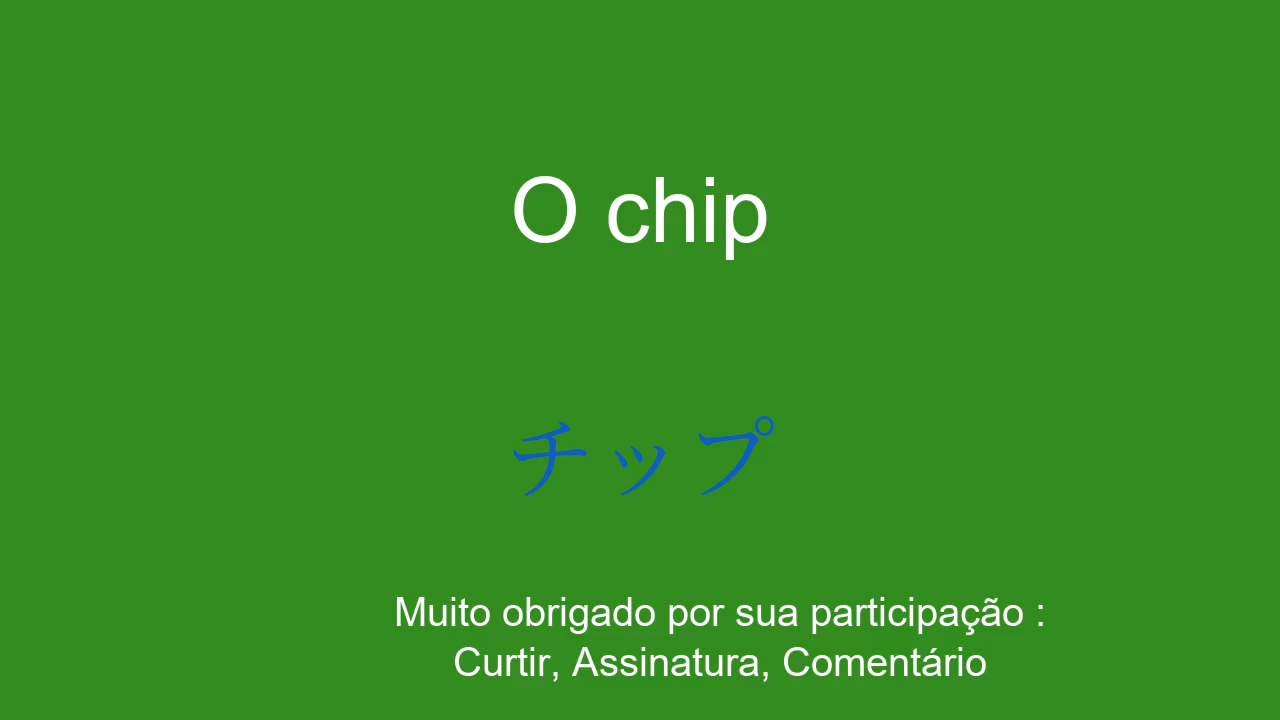 O chip
チップ
Muito obrigado por sua participação :
Curtir, Assinatura, Comentário